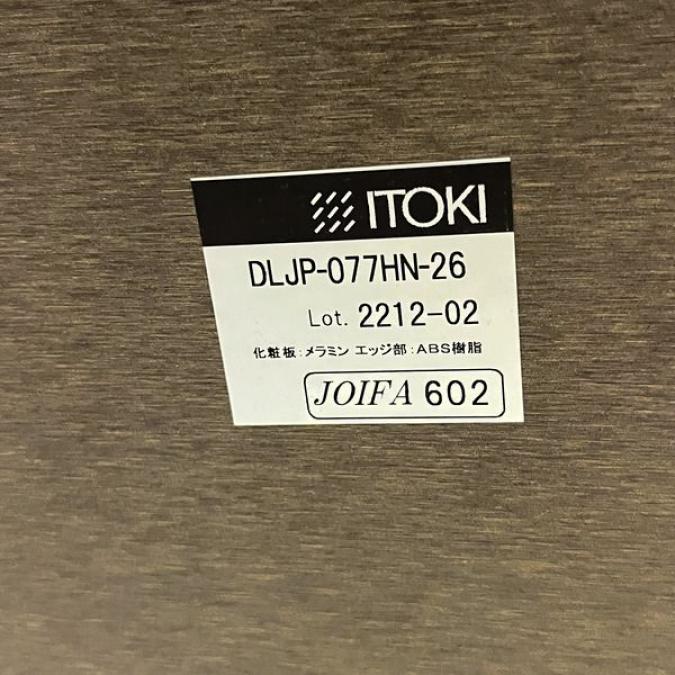 ITOKI
DLJP-077HN-26
Lot. 2212-02
化粧板:メラミン エッジ部:ABS樹脂
JOIFA 602